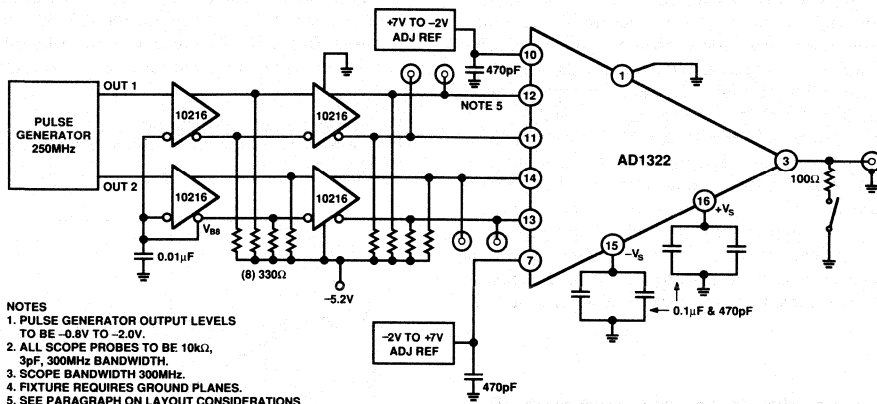 +7V TO –2V
ADJ REF
470pF
10
1
OUT 1
12
NOTE 5
10216
10216
PULSE
GENERATOR
250MHz
11
AD1322
3
14
100Ω
OUT 2
10216
10216
16
+VS
13
VBB
15
–VS
0.01µF
7
(8) 330Ω
–5.2V
0.1µF & 470pF
NOTES
1. PULSE GENERATOR OUTPUT LEVELS
TO BE –0.8V TO –2.0V.
2. ALL SCOPE PROBES TO BE 10kΩ,
3pF, 300MHz BANDWIDTH.
3. SCOPE BANDWIDTH 300MHz.
4. FIXTURE REQUIRES GROUND PLANES.
5. SEE PARAGRAPH ON LAYOUT CONSIDERATIONS
–2V TO +7V
ADJ REF
470pF